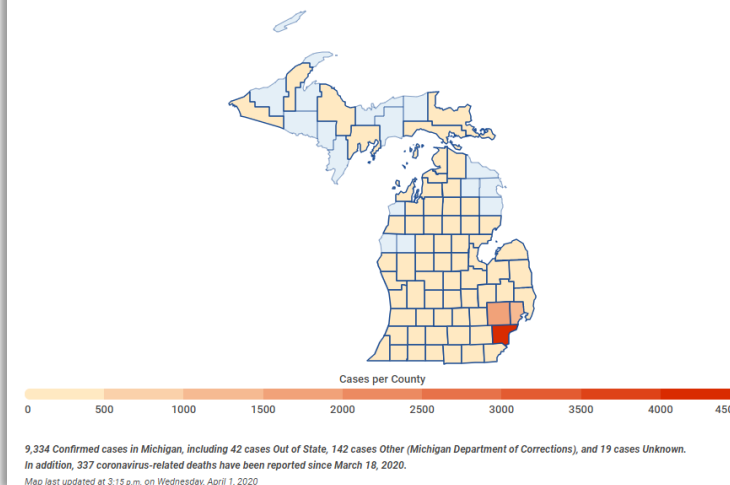 Cases per County
0 500 1000 1500 2000 2500 3000 3500 4000 450
9,334 Confirmed cases in Michigan, including 42 cases Out of State, 142 cases Other (Michigan Department of Corrections), and 19 cases Unknown.
In addition, 337 coronavirus-related deaths have been reported since March 18, 2020.
Map last updated at 3:15 p.m. on Wednesday, April 1, 2020